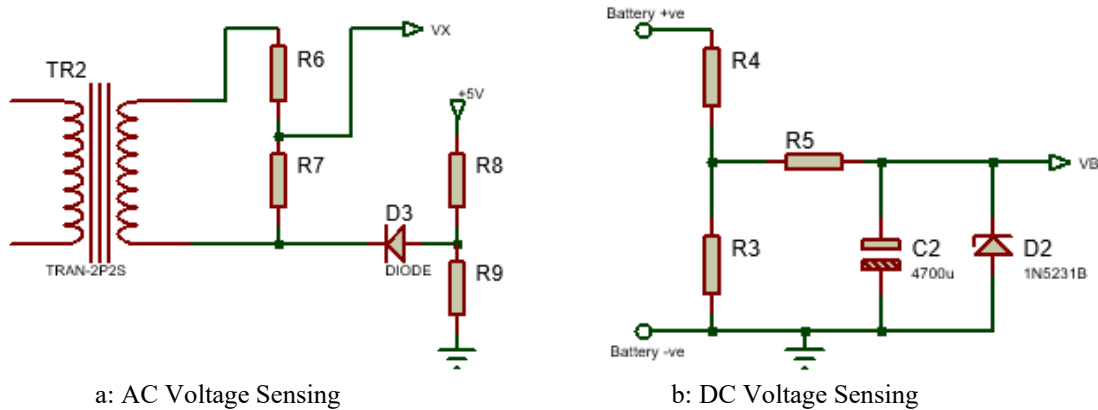 TR2
TRAN-2P2S
R6
R7
VX
+5V
R8
D3
DIODE
R9
a: AC Voltage Sensing
Battery +ve
R4
R5
VB
R3
C2
4700u
D2
1N5231B
Battery -ve
b: DC Voltage Sensing